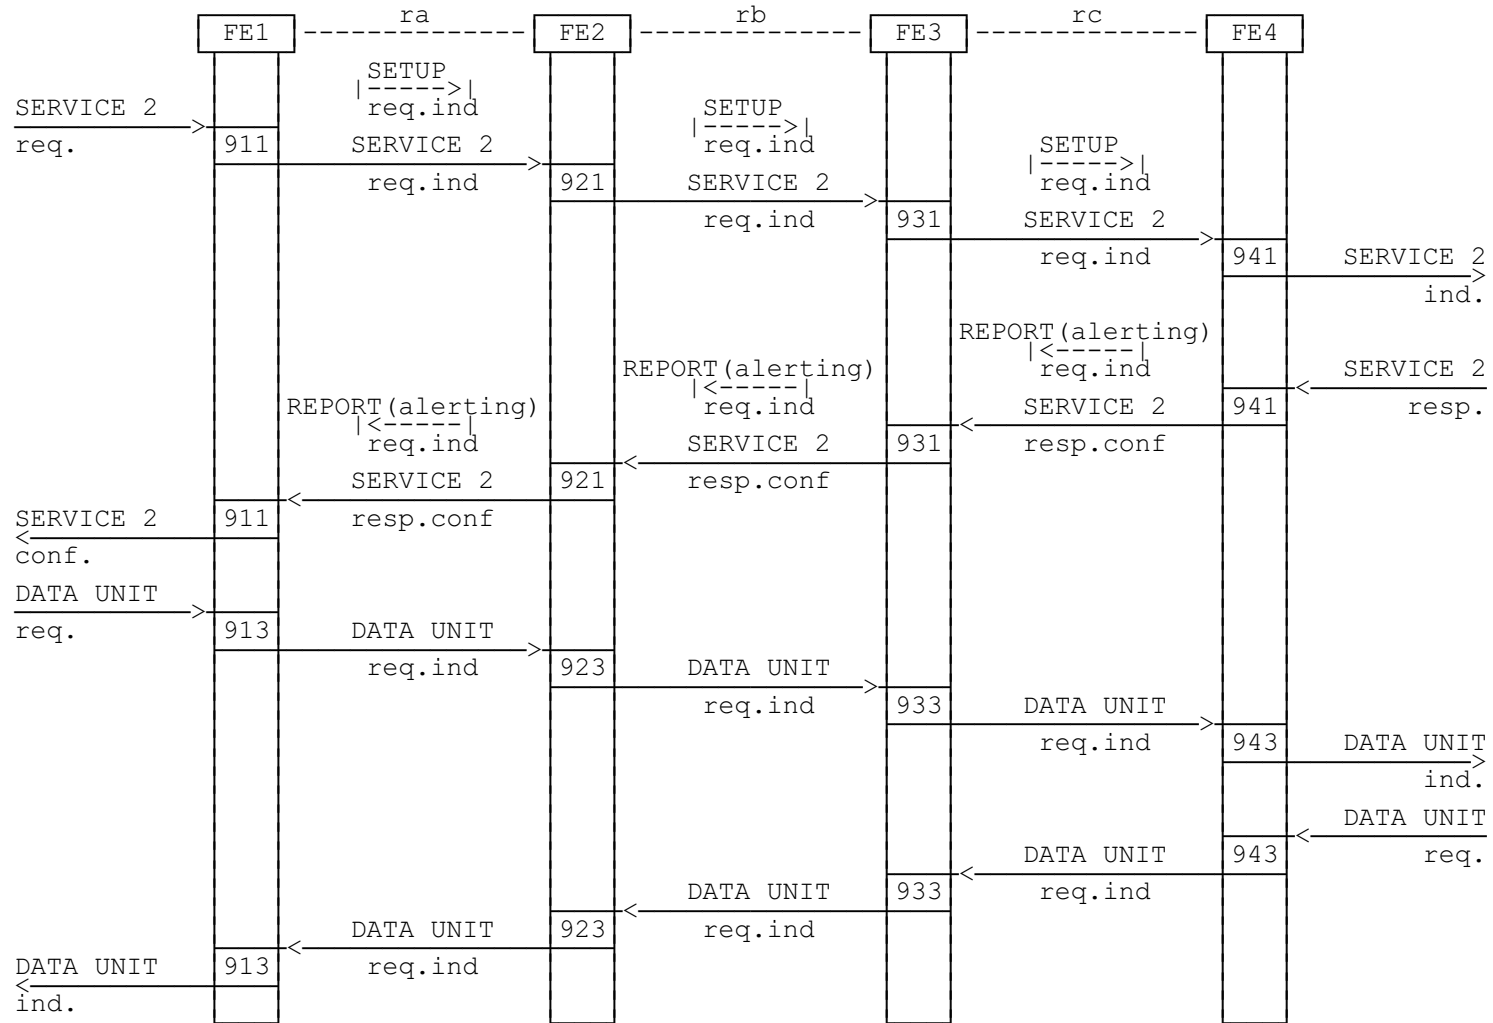 ra rb rc
FE1 FE2 FE3 FE4
SETUP
req.ind
SERVICE 2
SETUP
req. 911 SERVICE 2 req.ind
SETUP
req.ind 921 SERVICE 2 req.ind
req.ind 931 SERVICE 2
req.ind 941 SERVICE 2
ind.
REPORT(alerting)
REPORT(alerting) req.ind SERVICE 2
REPORT(alerting) req.ind SERVICE 2 941 resp.
req.ind SERVICE 2 931 resp.conf
SERVICE 2 921 resp.conf
SERVICE 2 911 resp.conf
conf.
DATA UNIT
req. 913 DATA UNIT
req.ind 923 DATA UNIT
req.ind 933 DATA UNIT
req.ind 943 DATA UNIT
ind.
DATA UNIT
DATA UNIT 943 req.
DATA UNIT 933 req.ind
DATA UNIT 923 req.ind
DATA UNIT 913 req.ind
ind.